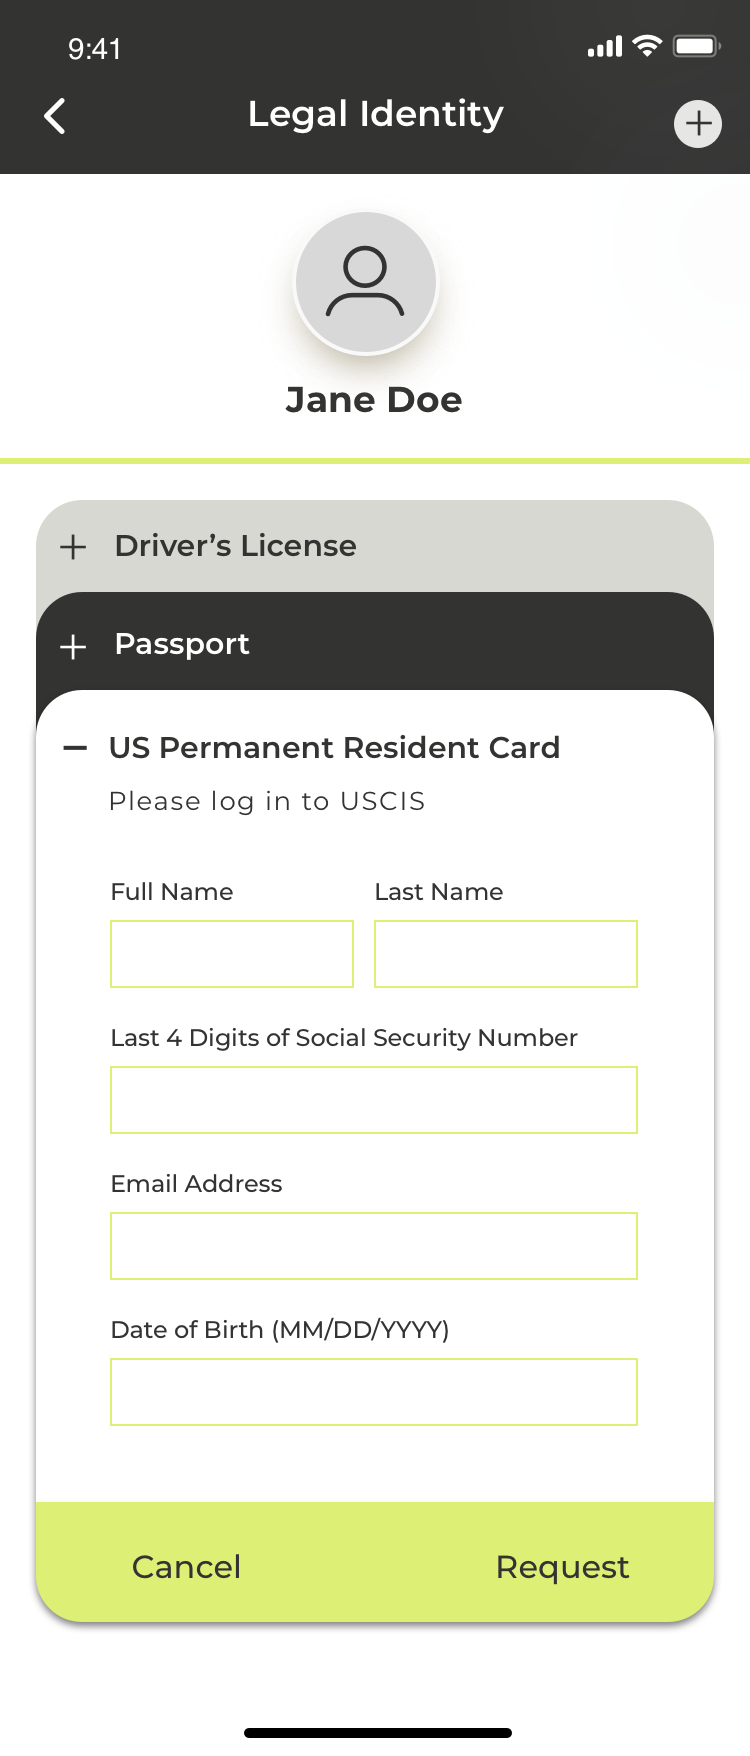 9:41
Legal Identity
Jane Doe
Driver’s License
Passport
US Permanent Resident Card
Please log in to USCIS
Full Name Last Name
Last 4 Digits of Social Security Number
Email Address
Date of Birth (MM/DD/YYYY)
Cancel Request